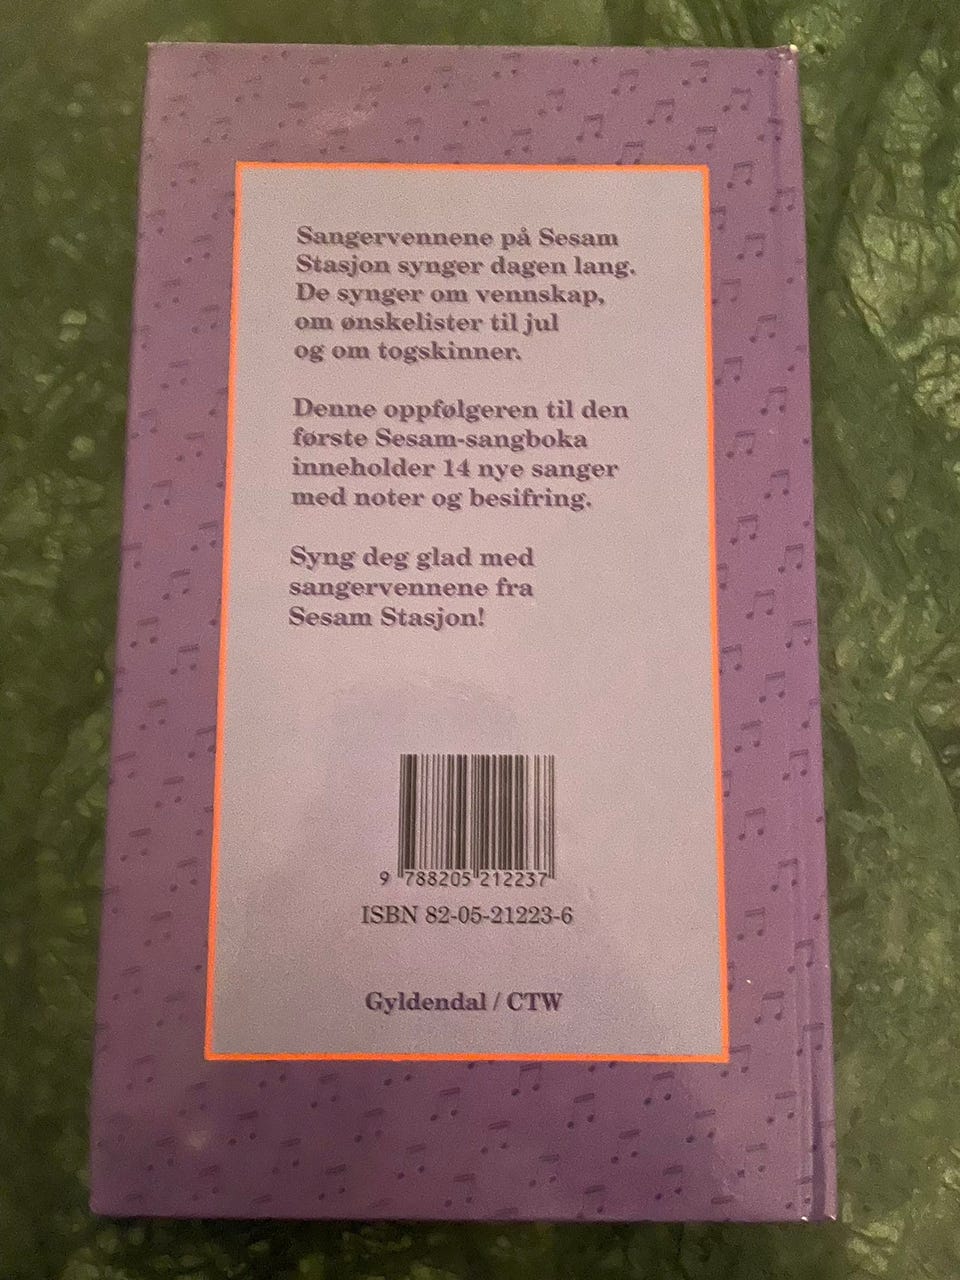 Sangervennene på Sesam
Stasjon synger dagen lang.
De synger om vennskap,
om ønskelister til jul
og om togskinner.
Denne oppfølgeren til den
første Sesam-sangboka
inneholder 14 nye sanger
med noter og besifring.
Syng deg glad med
sangervennene fra
Sesam Stasjon!
9 788205 212237
ISBN 82-05-21223-6
Gyldendal / CTW